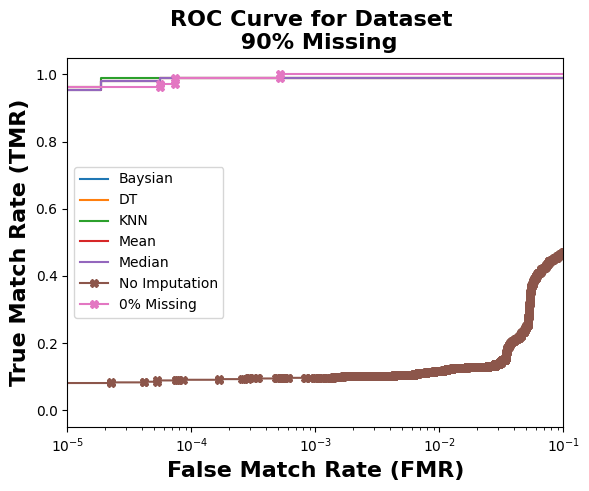 ROC Curve for Dataset
90% Missing
True Match Rate (TMR)
1.0
0.8
0.6
0.4
0.2
0.0
Baysian
DT
KNN
Mean
Median
No Imputation
0% Missing
10⁻⁵
10⁻⁴
10⁻³
10⁻²
10⁻¹
False Match Rate (FMR)